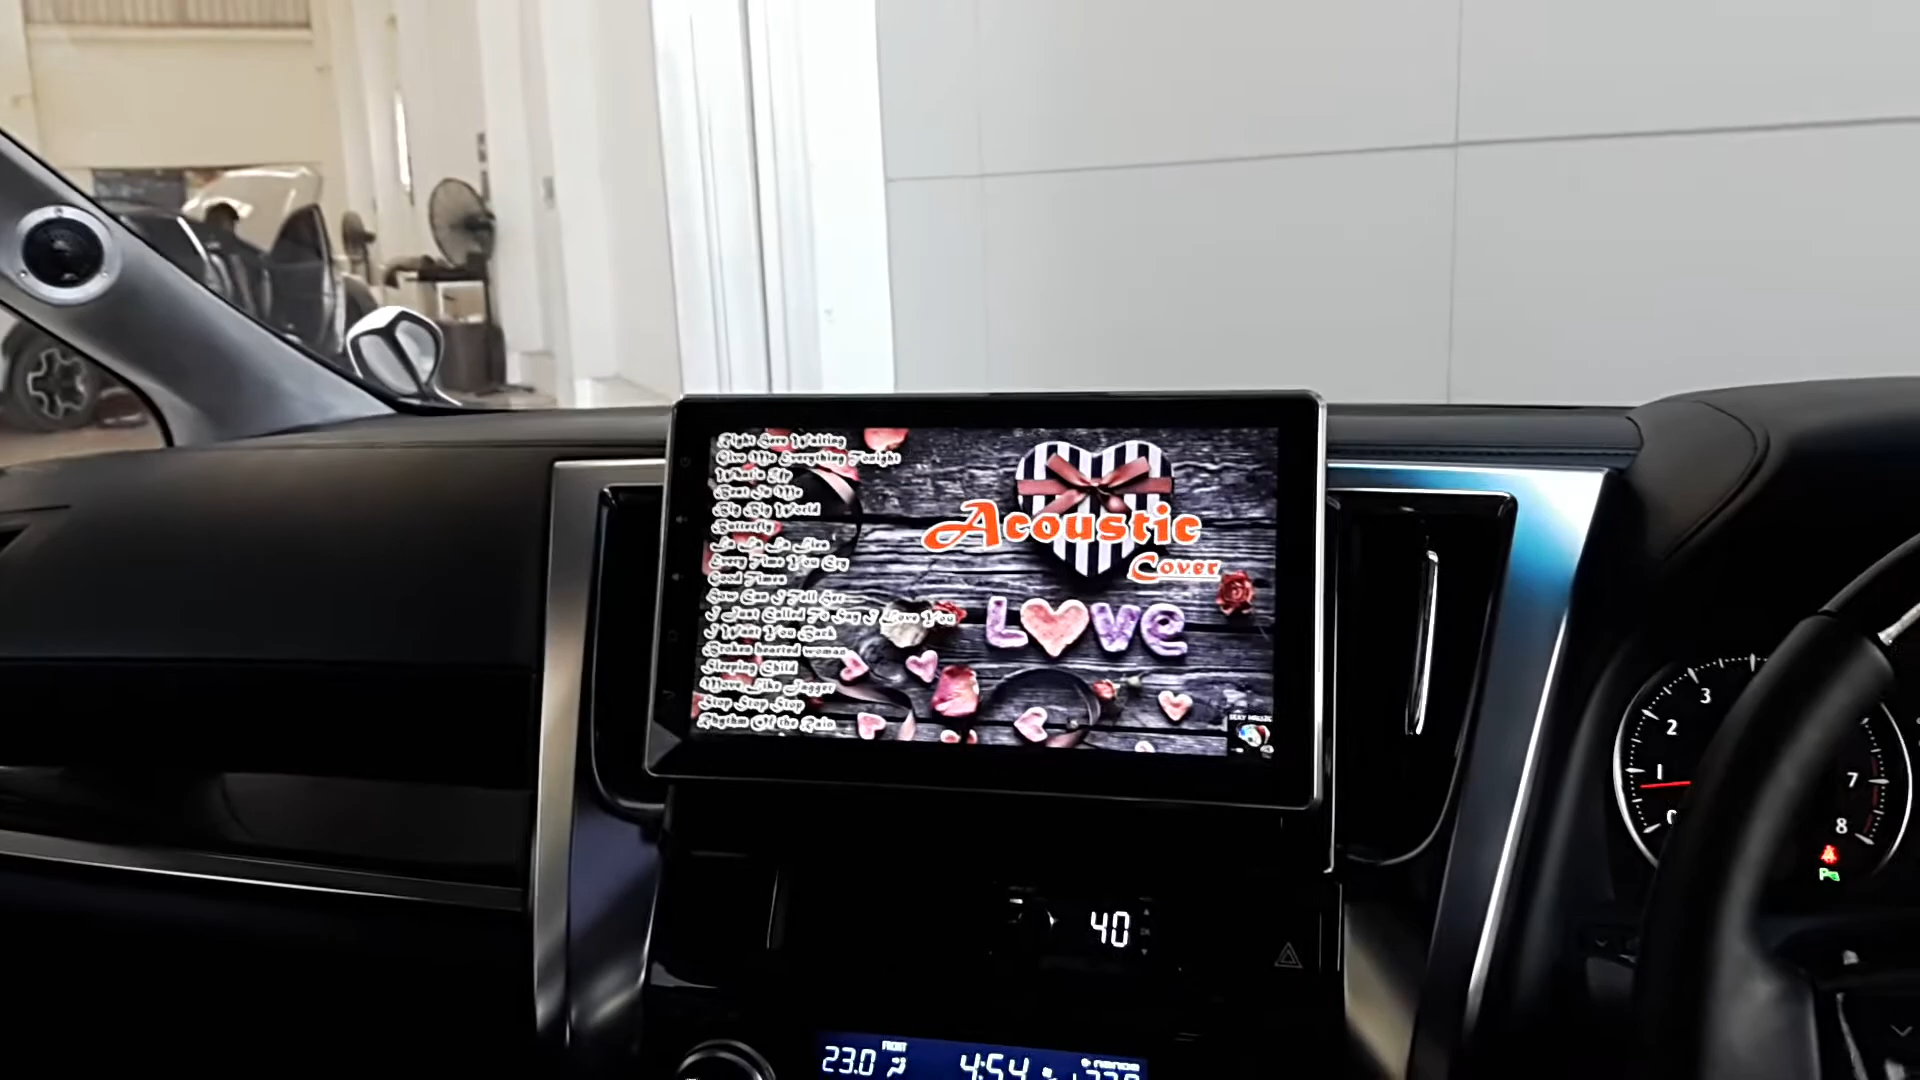 Right Here Waiting
Give Me Everything Tonight
What's Up
Beat It Me
Big Big World
Butterfly
La La La
Every Time You Cry
Good Times
How Can I Tell Her
I Just Called To Say I Love You
I Want You Back
Broken hearted woman
Sleeping Child
Move Like Jagger
Stop Stop Stop
Rhythm Of the Rain
Acoustic
Cover
Love
3
2
1
0
7
8
40
FRONT
23.0
4:54